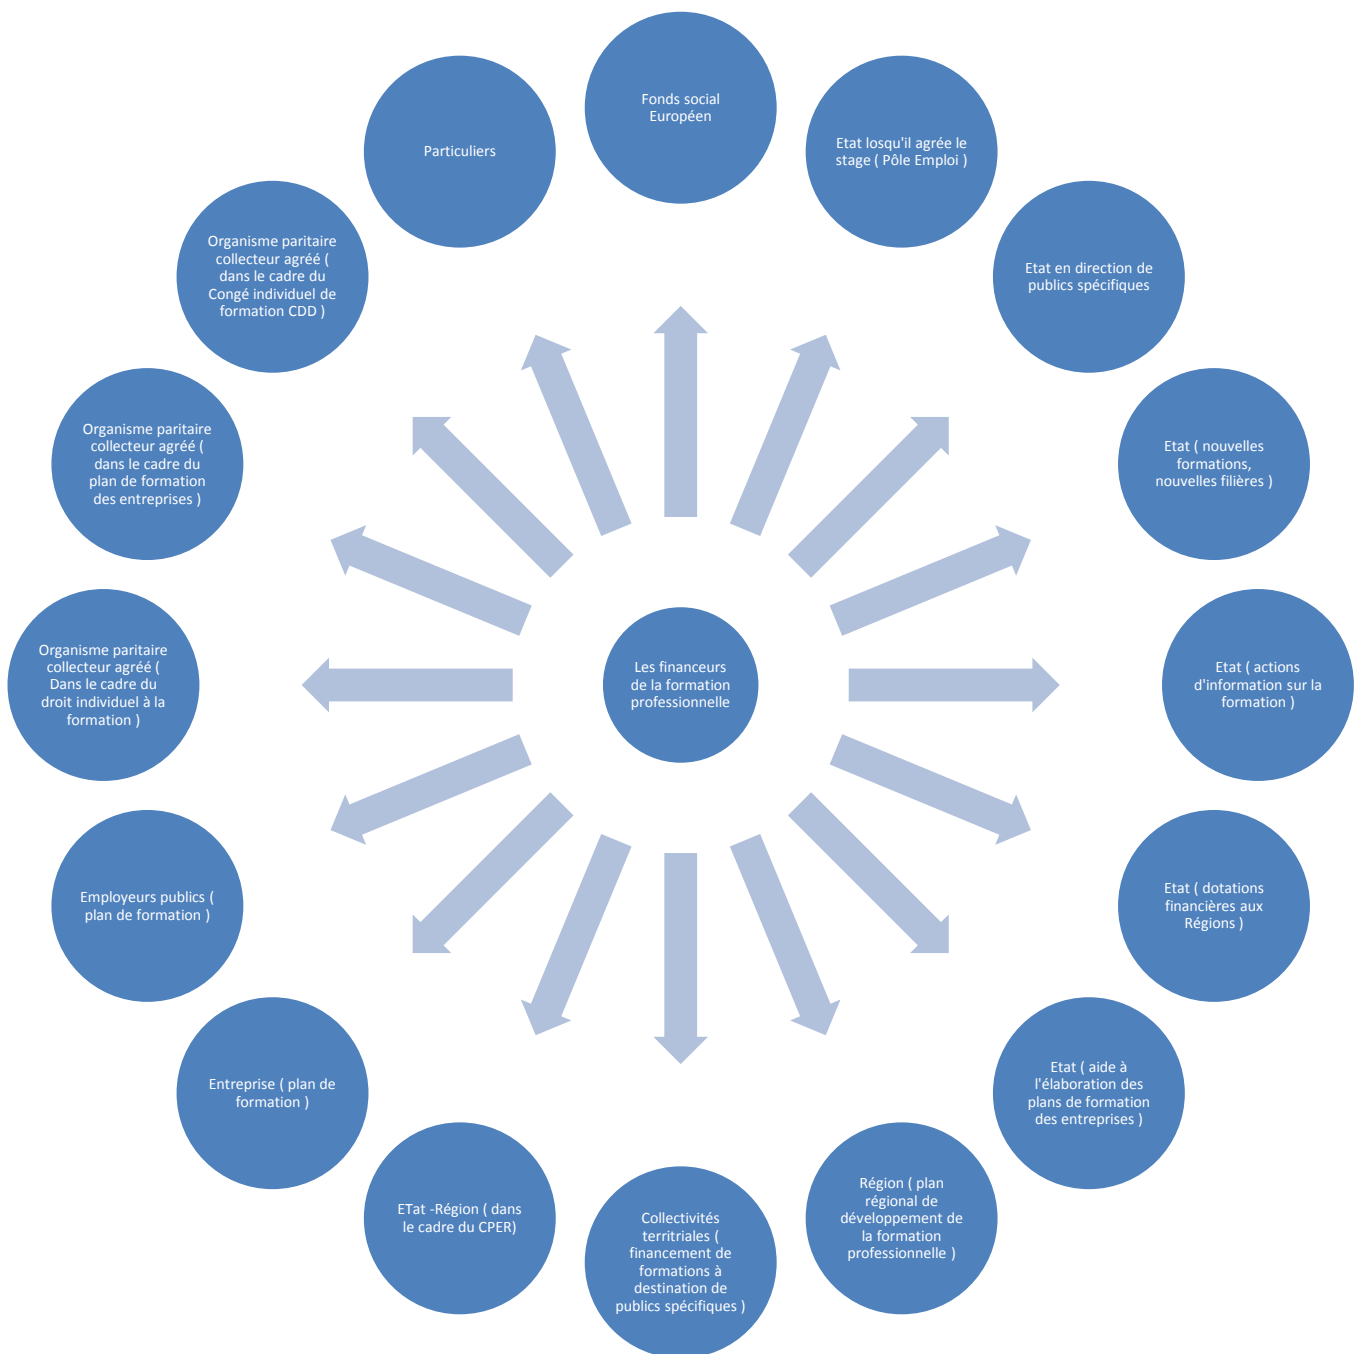 Fonds social
Européen
Etat losqu'il agrée le
stage ( Pôle Emploi )
Etat en direction de
publics spécifiques
Etat ( nouvelles
formations,
nouvelles filières )
Etat ( actions
d'information sur la
formation )
Etat ( dotations
financières aux
Régions )
Etat ( aide à
l'élaboration des
plans de formation
des entreprises )
Région ( plan
régional de
développement de
la formation
professionnelle )
Collectivités
territriales (
financement de
formations à
destination de
publics spécifiques )
ETat -Région ( dans
le cadre du CPER)
Entreprise ( plan de
formation )
Employeurs publics (
plan de formation )
Organisme paritaire
collecteur agréé (
Dans le cadre du
droit individuel à la
formation )
Organisme paritaire
collecteur agréé (
dans le cadre du
plan de formation
des entreprises )
Organisme paritaire
collecteur agréé (
dans le cadre du
Congé individuel de
formation CDD )
Particuliers
Les financeurs
de la formation
professionnelle